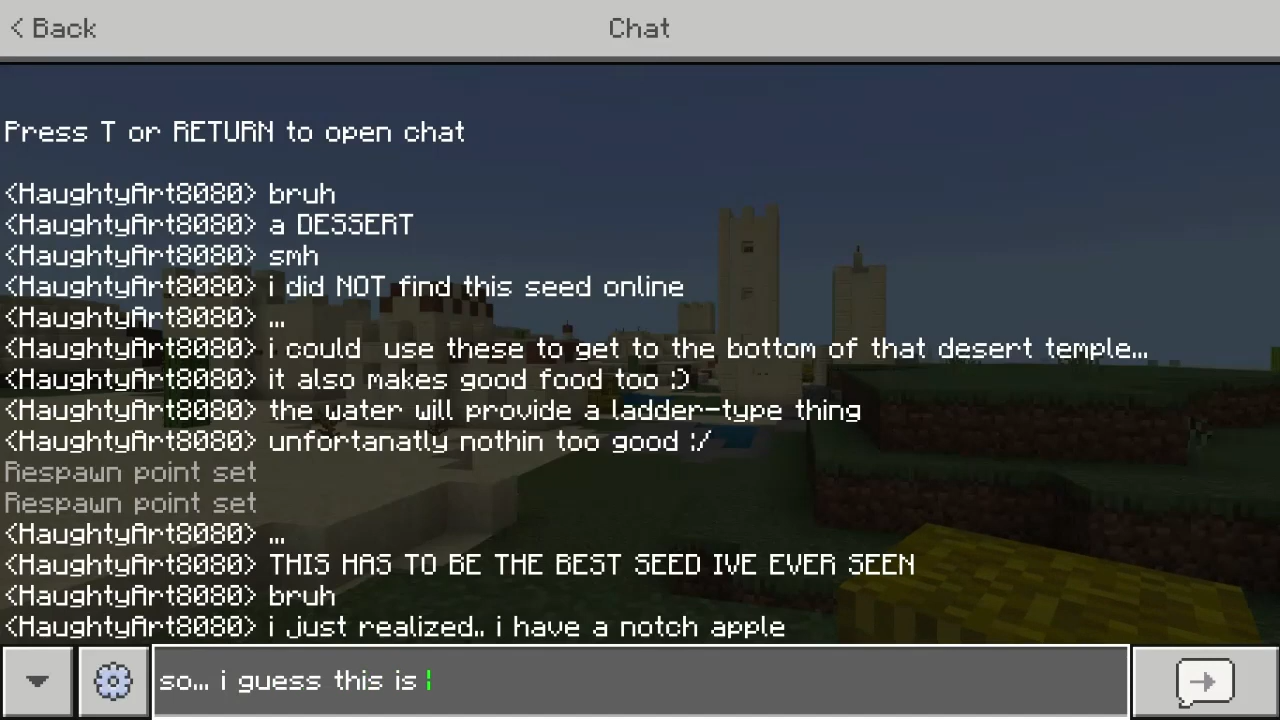 < Back
Chat
Press T or RETURN to open chat
<HaughtyArt8080> bruh
<HaughtyArt8080> a DESSERT
<HaughtyArt8080> smh
<HaughtyArt8080> i did NOT find this seed online
<HaughtyArt8080> ...
<HaughtyArt8080> i could  use these to get to the bottom of that desert temple...
<HaughtyArt8080> it also makes good food too :)
<HaughtyArt8080> the water will provide a ladder-type thing
<HaughtyArt8080> unfortanatly nothin too good :/
Respawn point set
Respawn point set
<HaughtyArt8080> ...
<HaughtyArt8080> THIS HAS TO BE THE BEST SEED IVE EVER SEEN
<HaughtyArt8080> bruh
<HaughtyArt8080> i just realized.. i have a notch apple
so... i guess this is